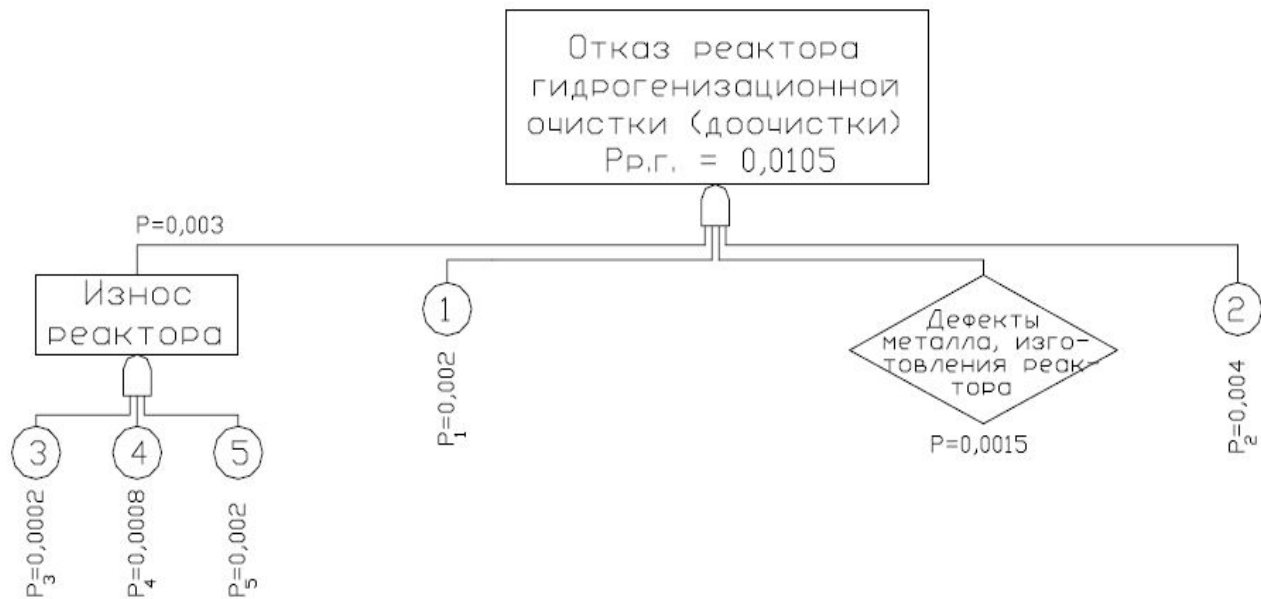 Отказ реактора
гидрогенизационной
очистки (доочистки)
Рр.г. = 0,0105
P=0,003
Износ
реактора
1
Дефекты
металла, изго-
товления реак-
тора
2
P1=0,002
P=0,0015
P2=0,004
3
4
5
P3=0,0002
P4=0,0008
P5=0,002